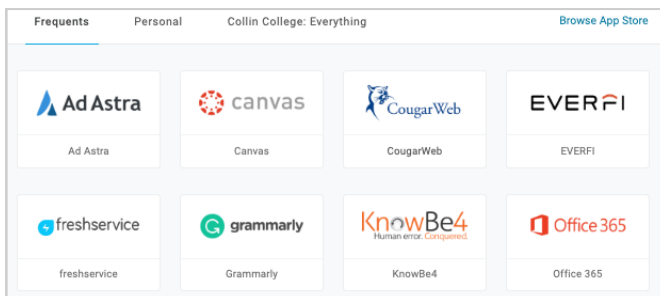 Frequents Personal Collin College: Everything Browse App Store
Ad Astra canvas CougarWeb EVERFI
Ad Astra Canvas CougarWeb EVERFI
freshservice grammarly KnowBe4 Office 365
Human error. Conquered.
freshservice Grammarly KnowBe4 Office 365